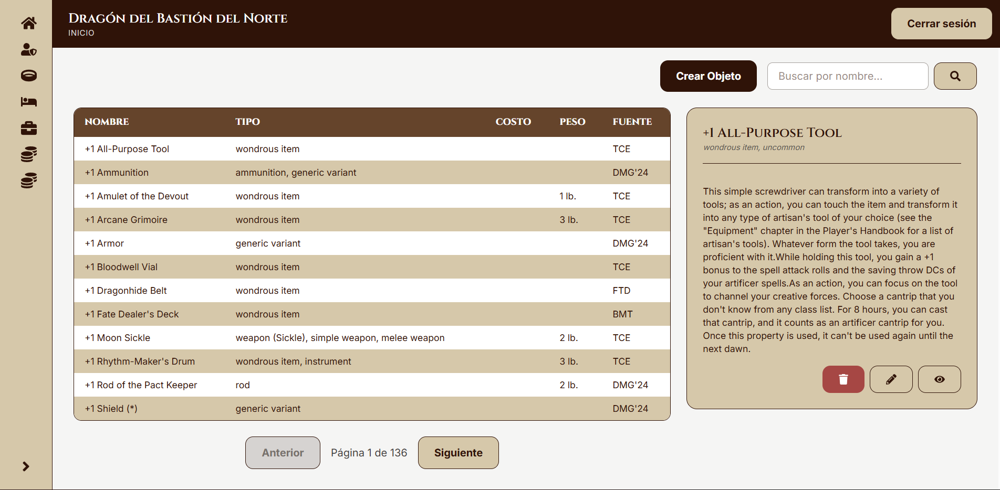 Dragón del Bastión del Norte
INICIO
Cerrar sesión
Crear Objeto
Buscar por nombre...
NOMBRE TIPO COSTO PESO FUENTE
+1 All-Purpose Tool wondrous item TCE
+1 Ammunition ammunition, generic variant DMG'24
+1 Amulet of the Devout wondrous item 1 lb. TCE
+1 Arcane Grimoire wondrous item 3 lb. TCE
+1 Armor generic variant DMG'24
+1 Bloodwell Vial wondrous item TCE
+1 Dragonhide Belt wondrous item FTD
+1 Fate Dealer's Deck wondrous item BMT
+1 Moon Sickle weapon (Sickle), simple weapon, melee weapon 2 lb. TCE
+1 Rhythm-Maker's Drum wondrous item, instrument 3 lb. TCE
+1 Rod of the Pact Keeper rod 2 lb. DMG'24
+1 Shield (*) generic variant DMG'24
Anterior Página 1 de 136 Siguiente
+1 All-Purpose Tool
wondrous item, uncommon
This simple screwdriver can transform into a variety of
tools; as an action, you can touch the item and transform it
into any type of artisan's tool of your choice (see the
"Equipment" chapter in the Player's Handbook for a list of
artisan's tools). Whatever form the tool takes, you are
proficient with it.While holding this tool, you gain a +1
bonus to the spell attack rolls and the saving throw DCs of
your artificer spells.As an action, you can focus on the tool
to channel your creative forces. Choose a cantrip that you
don't know from any class list. For 8 hours, you can cast
that cantrip, and it counts as an artificer cantrip for you.
Once this property is used, it can't be used again until the
next dawn.